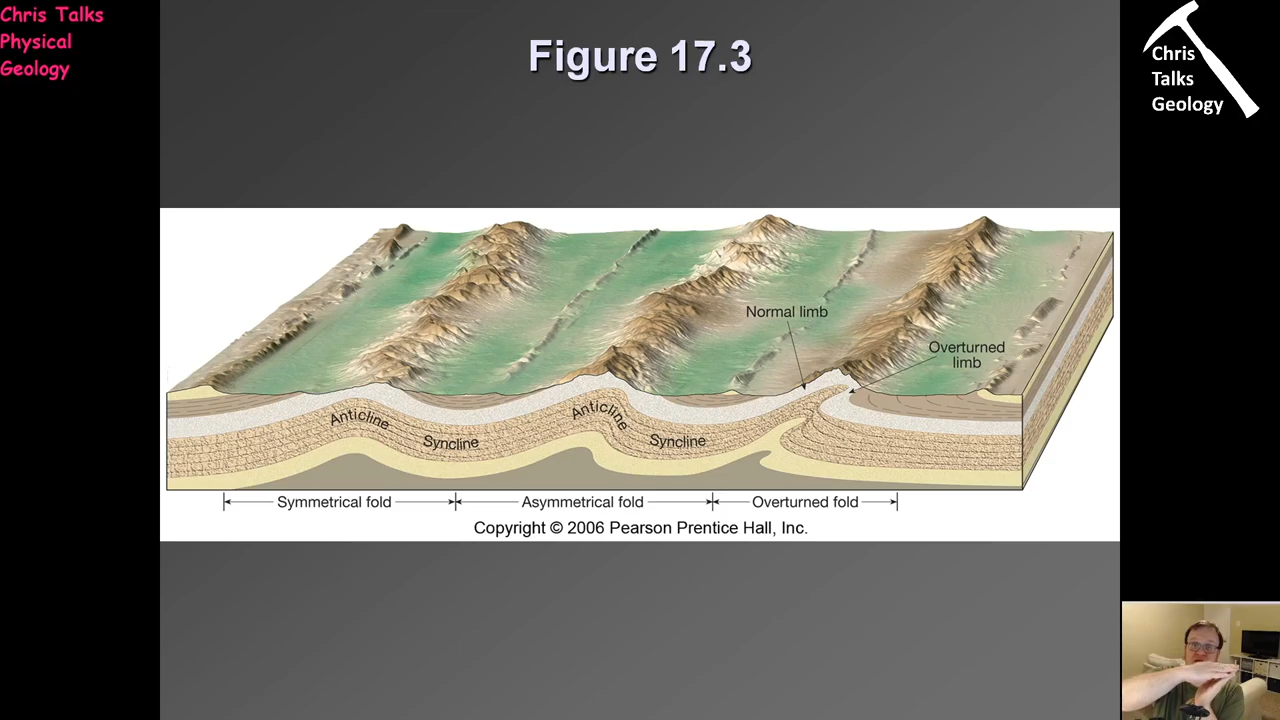 Chris Talks
Physical
Geology
Figure 17.3
Chris
Talks
Geology
Normal limb
Overturned
limb
Anticline
Syncline
Anticline
Syncline
Symmetrical fold
Asymmetrical fold
Overturned fold
Copyright © 2006 Pearson Prentice Hall, Inc.